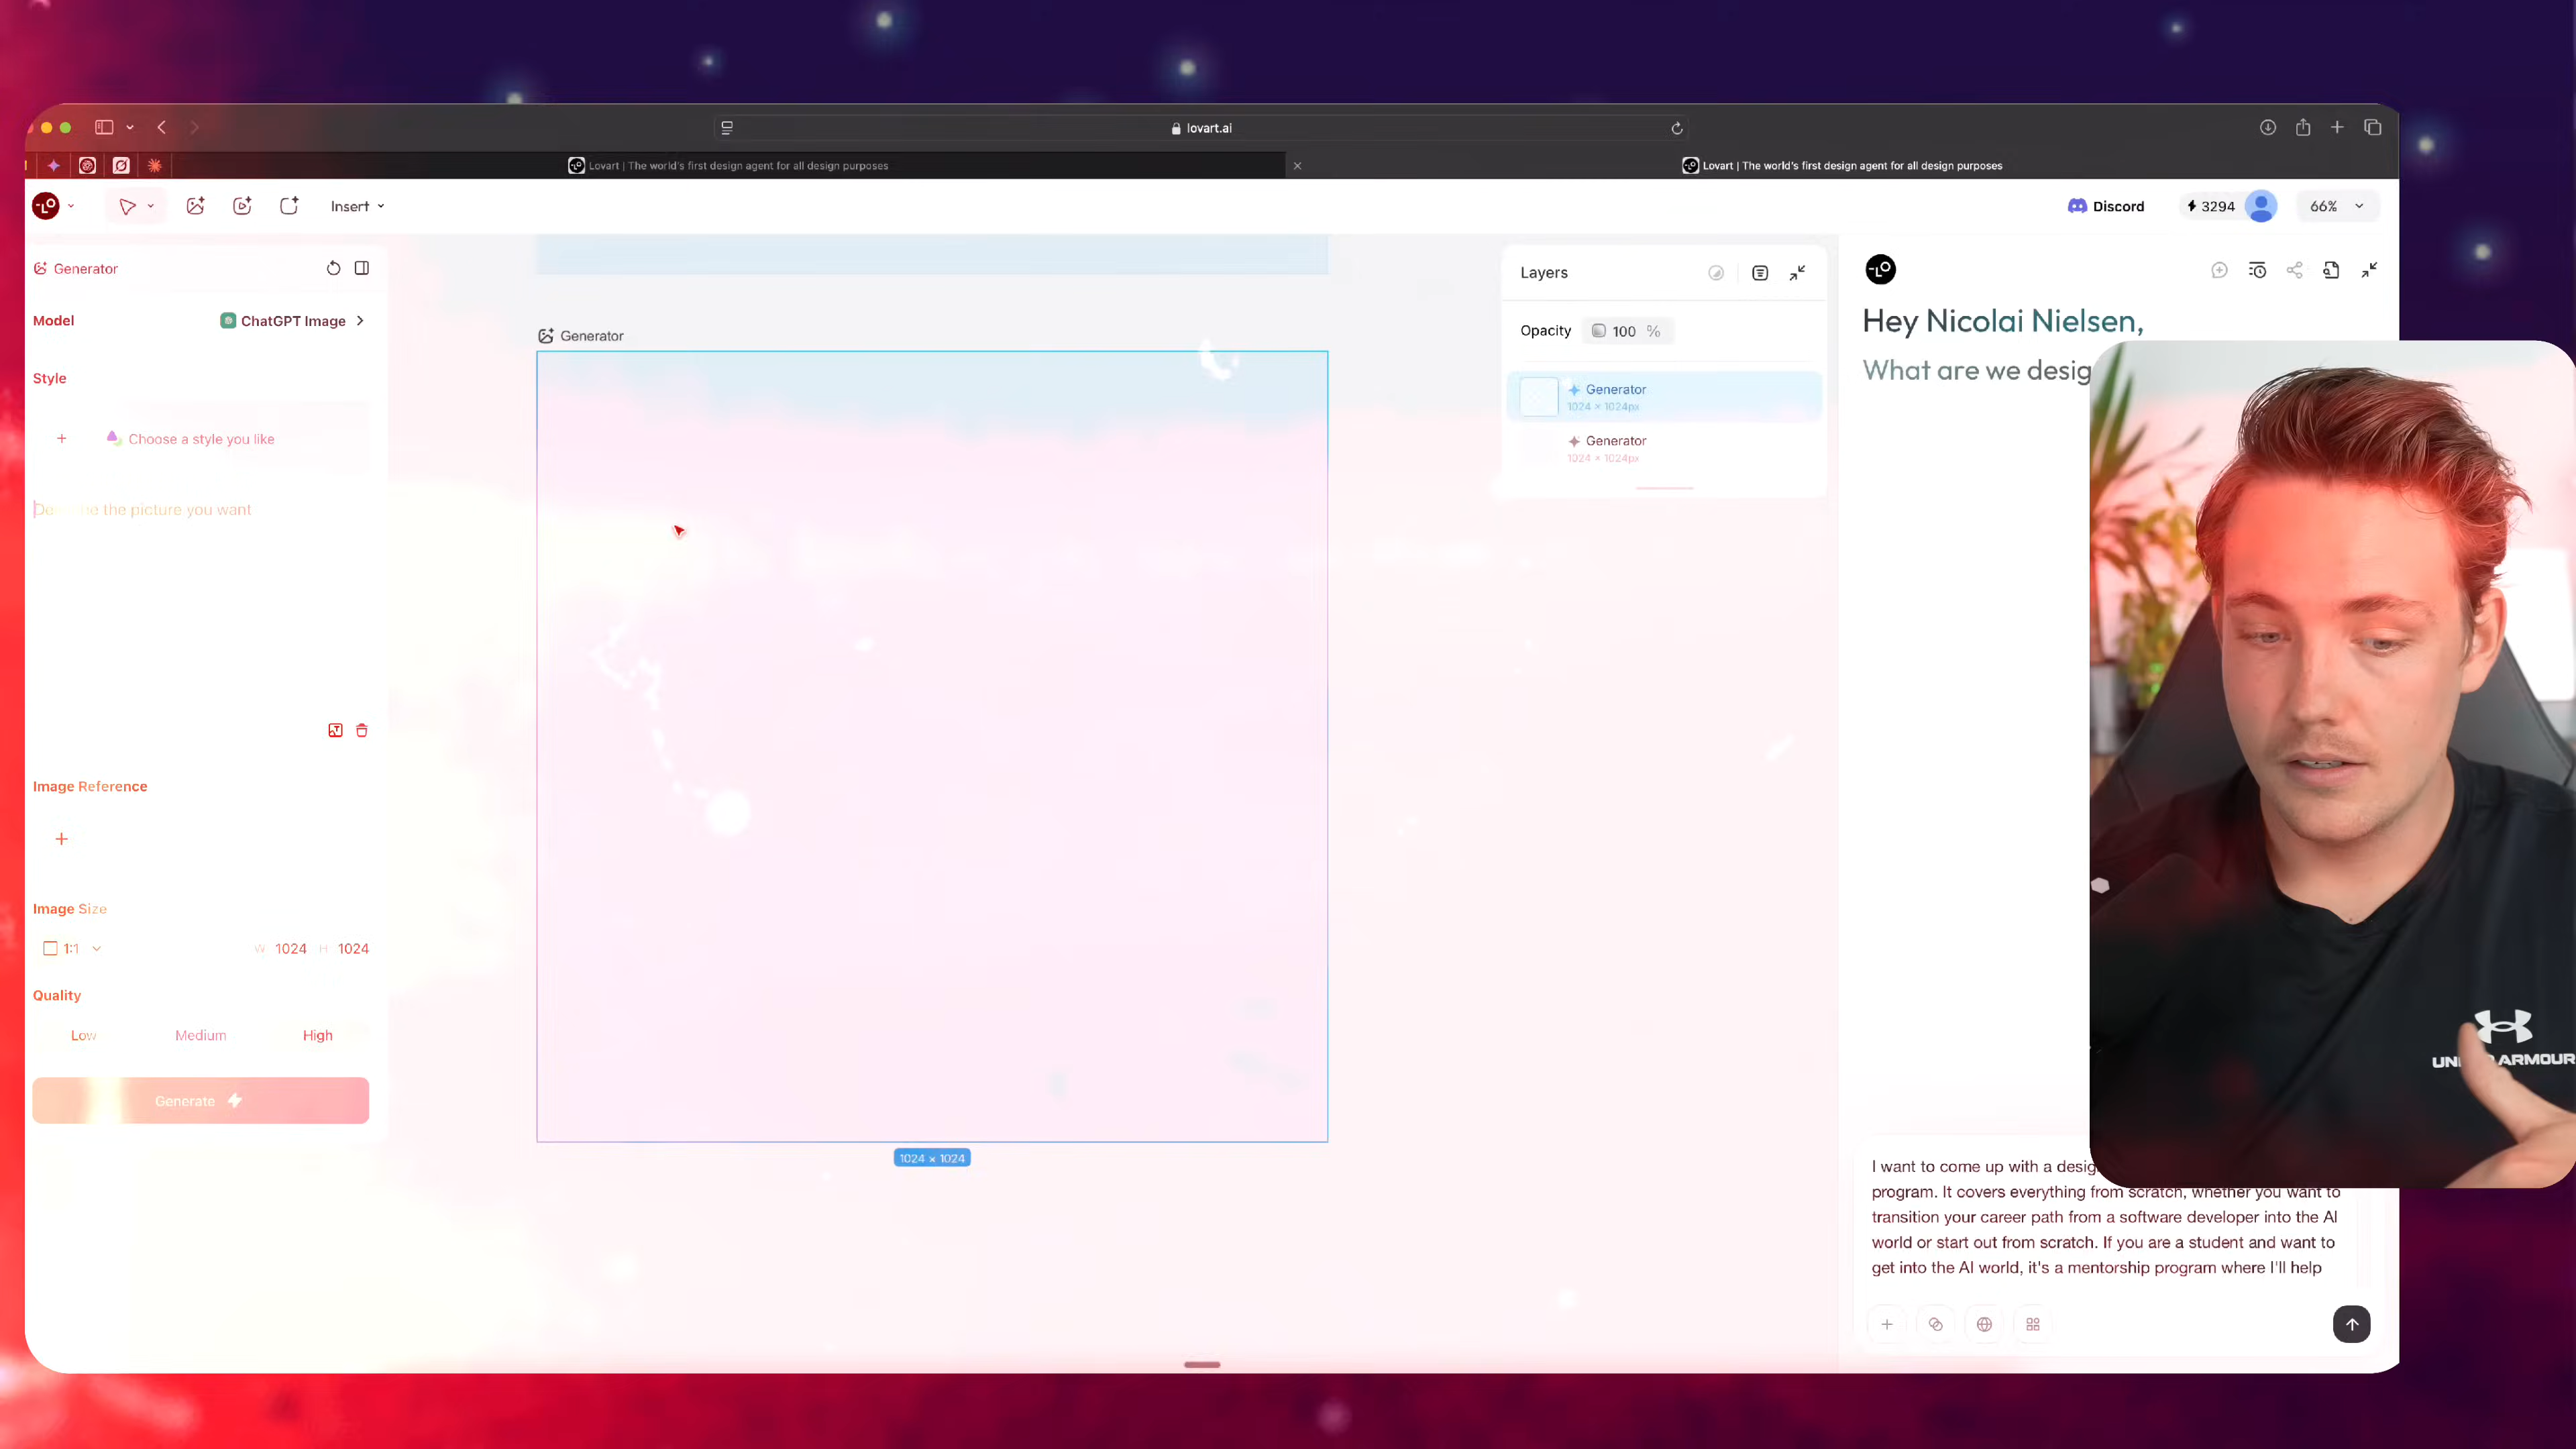 lovart.ai
Lovart | The world's first design agent for all design purposes
Lovart | The world's first design agent for all design purposes
Insert
Discord
3294
66%
Generator
Model
ChatGPT Image
Style
Choose a style you like
the picture you want
Image Reference
Image Size
1:1
W 1024 H 1024
Quality
Low
Medium
High
Generate
Generator
1024 × 1024
Layers
Opacity
100 %
Generator
1024 × 1024px
Generator
1024 × 1024px
Hey Nicolai Nielsen,
What are we desig
I want to come up with a desig
program. It covers everything from scratch, whether you want to
transition your career path from a software developer into the AI
world or start out from scratch. If you are a student and want to
get into the AI world, it's a mentorship program where I'll help
ARMOUR